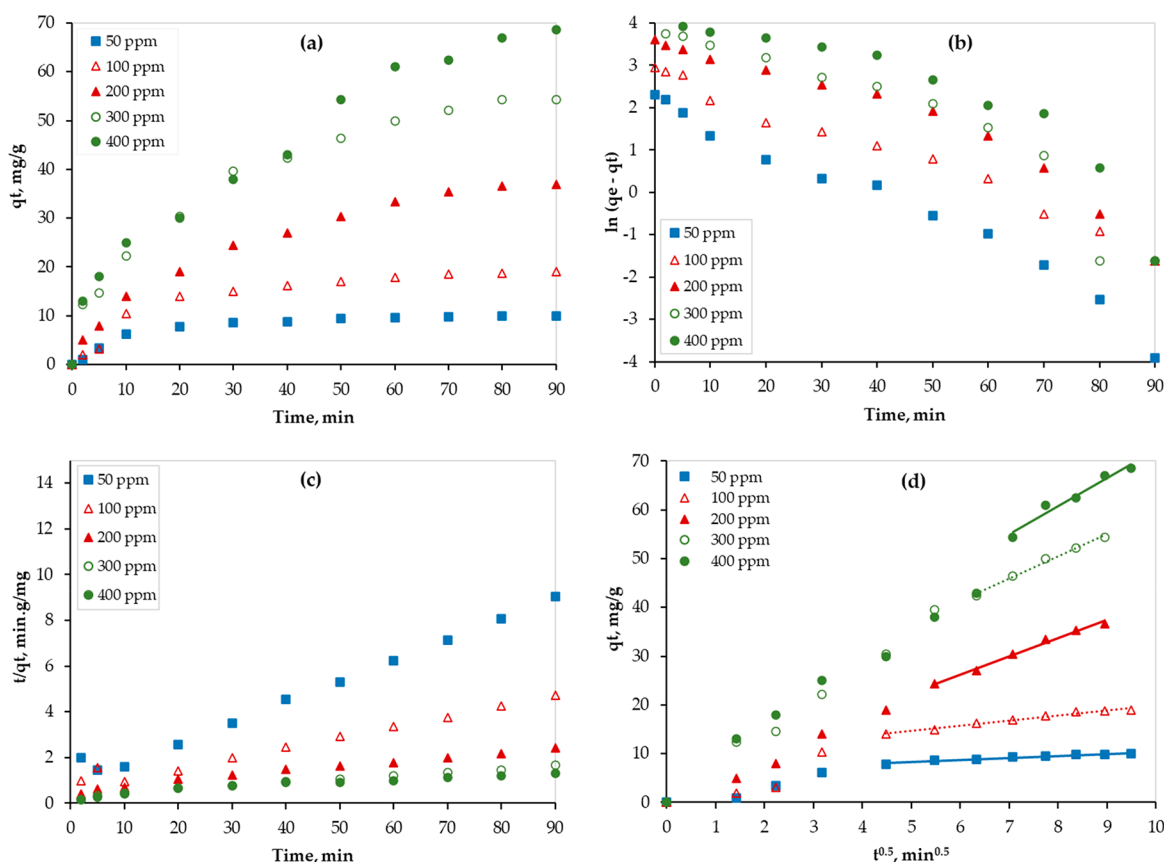 (a)
70
60
50
40
30
20
10
0
qt, mg/g
50 ppm
100 ppm
200 ppm
300 ppm
400 ppm
0 10 20 30 40 50 60 70 80 90
Time, min
(b)
4
3
2
1
0
-1
-2
-3
-4
ln (qe - qt)
50 ppm
100 ppm
200 ppm
300 ppm
400 ppm
0 10 20 30 40 50 60 70 80 90
Time, min
(c)
14
12
10
8
6
4
2
0
t/qt, min.g/mg
50 ppm
100 ppm
200 ppm
300 ppm
400 ppm
0 10 20 30 40 50 60 70 80 90
Time, min
(d)
70
60
50
40
30
20
10
0
qt, mg/g
50 ppm
100 ppm
200 ppm
300 ppm
400 ppm
0 1 2 3 4 5 6 7 8 9 10
t^0.5, min^0.5